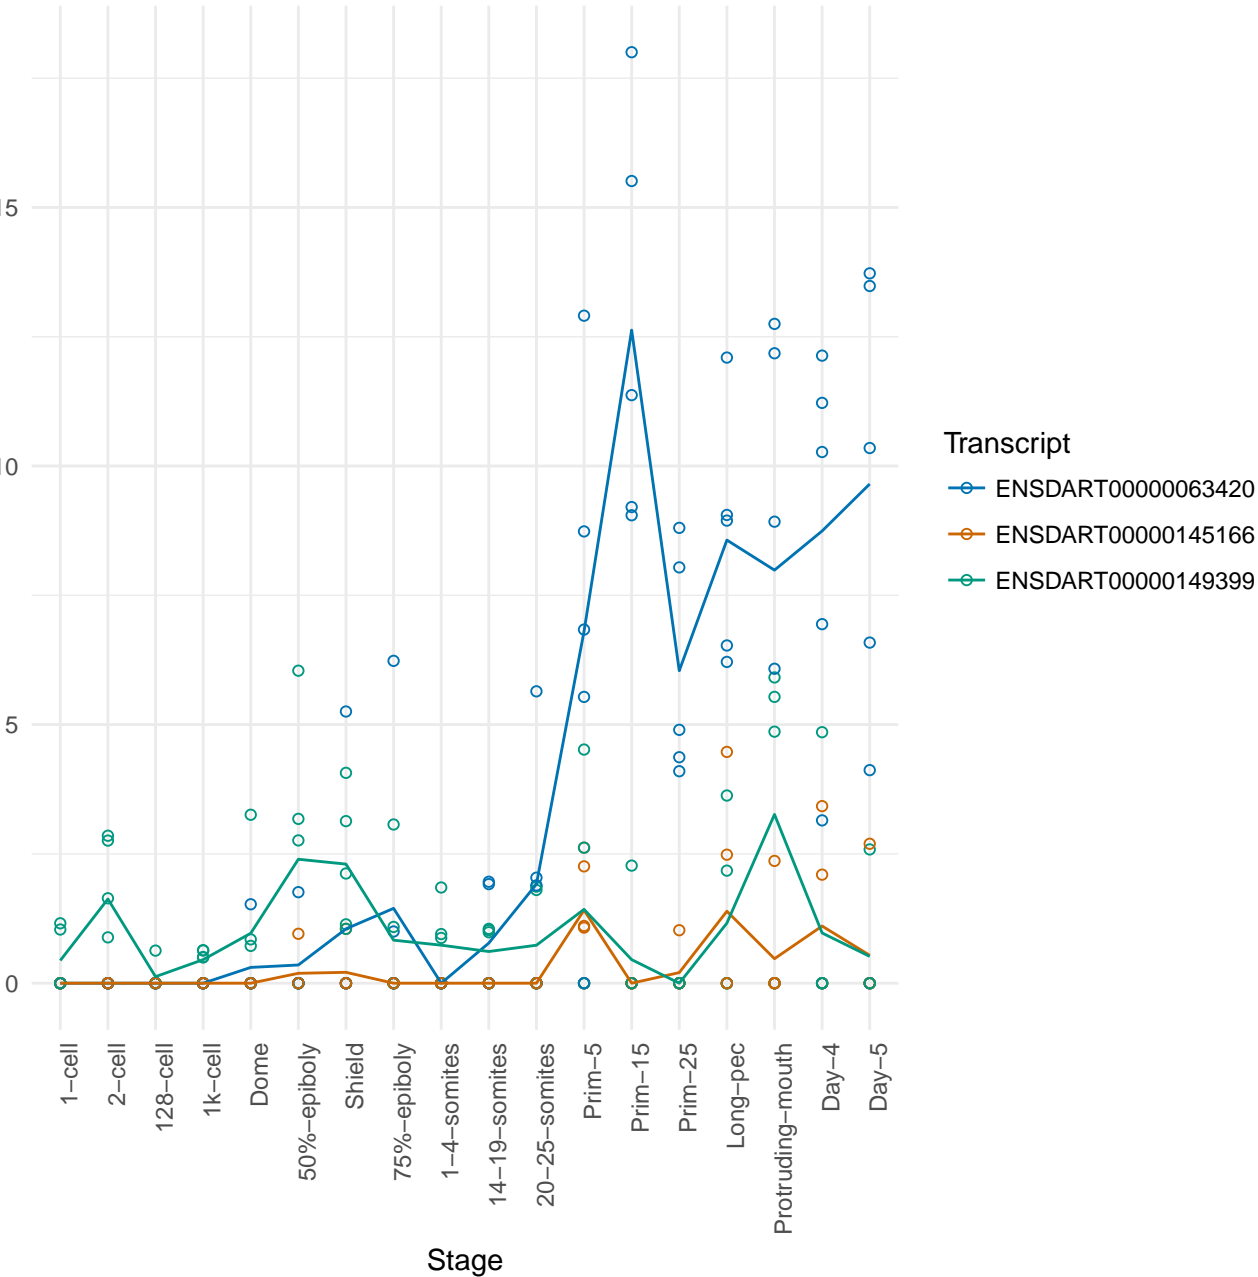 15
10
5
0
1−cell
2−cell
128−cell
1k−cell
Dome
50%−epiboly
Shield
75%−epiboly
1−4−somites
14−19−somites
20−25−somites
Prim−5
Prim−15
Prim−25
Long−pec
Protruding−mouth
Day−4
Day−5
Stage
Transcript
ENSDART00000063420
ENSDART00000145166
ENSDART00000149399